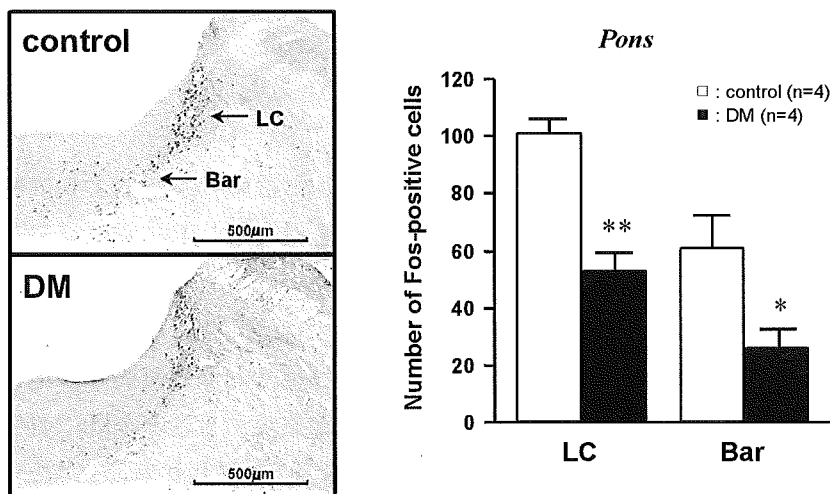 control
LC
Bar
500µm
DM
500µm
Pons
Number of Fos-positive cells
120
100
80
60
40
20
0
: control (n=4)
: DM (n=4)
**
*
LC
Bar